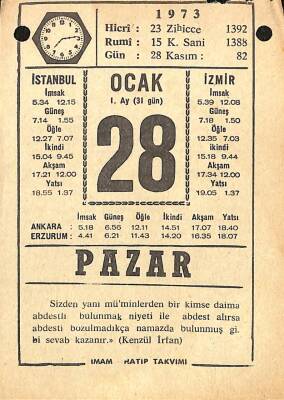 1973
Hicrî : 23 Zihicce 1392
Rumi : 15 K. Sani 1388
Gün : 28 Kasım : 82
İSTANBUL
İmsak
5.34 12.15
Güneş
7.14 1.55
Öğle
12.27 7.07
İkindi
15.04 9.45
Akşam
17.21 12.00
Yatsı
18.55 1.37
OCAK
1. Ay (31 gün)
28
İZMİR
İmsak
5.39 12.08
Güneş
7.18 1.50
Öğle
12.35 7.03
ikindi
15.18 9.44
Akşam
17.34 12.00
Yatsı
19.05 1.37
İmsak Güneş Öğle İkindi Akşam Yatsı
ANKARA : 5.18 6.56 12.11 14.51 17.07 18.40
ERZURUM : 4.41 6.21 11.43 14.20 16.35 18.07
PAZAR
Sizden yani mü'minlerden bir kimse daima
abdestli bulunmak niyeti ile abdest alırsa
abdesti bozulmadıkça namazda bulunmuş gi.
bi sevab kazanır.» (Kenzül İrfan)
İMAM HATİP TAKVİMİ